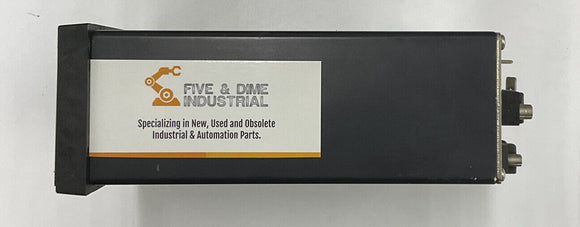 FIVE & DIME
INDUSTRIAL
Specializing in New, Used and Obsolete
Industrial & Automation Parts.